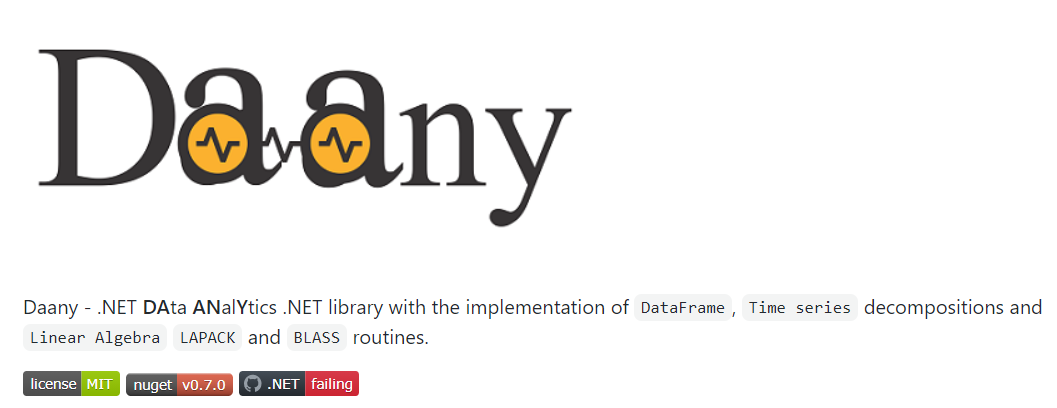 Daany
Daany - .NET DAta ANalYtics .NET library with the implementation of DataFrame, Time series decompositions and
Linear Algebra LAPACK and BLASS routines.
license MIT nuget v0.7.0 .NET failing